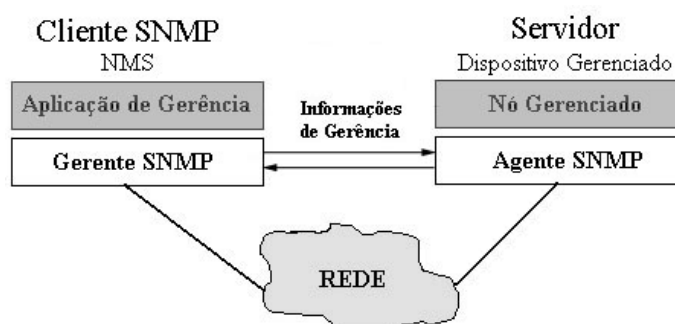 Cliente SNMP
NMS
Aplicação de Gerência
Gerente SNMP
Informações
de Gerência
Servidor
Dispositivo Gerenciado
Nó Gerenciado
Agente SNMP
REDE